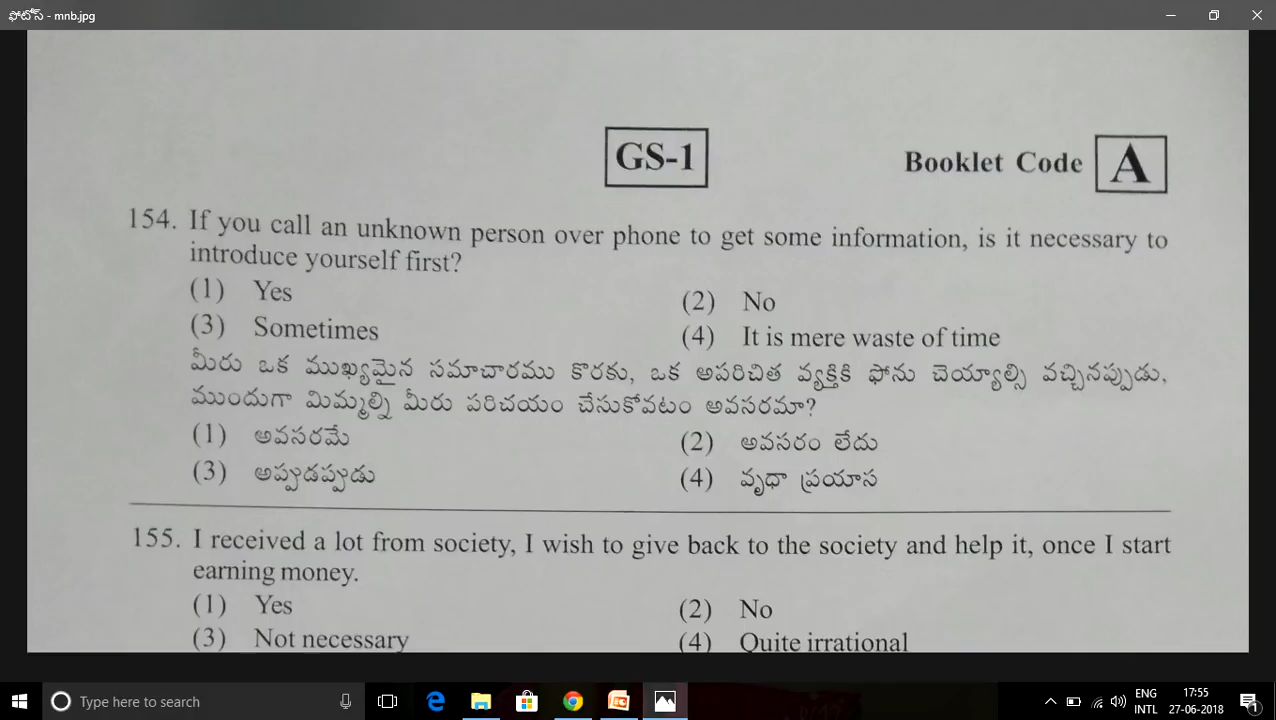 ఫోటోస్ - mnb.jpg
GS-1
Booklet Code A
154. If you call an unknown person over phone to get some information, is it necessary to
introduce yourself first?
(1) Yes (2) No
(3) Sometimes (4) It is mere waste of time
మీరు ఒక ముఖ్యమైన సమాచారము కొరకు, ఒక అపరిచిత వ్యక్తికి ఫోను చెయ్యాల్సి వచ్చినప్పుడు,
ముందుగా మిమ్మల్ని మీరు పరిచయం చేసుకోవటం అవసరమా?
(1) అవసరమే (2) అవసరం లేదు
(3) అప్పుడప్పుడు (4) వృధా ప్రయాస
155. I received a lot from society, I wish to give back to the society and help it, once I start
earning money.
(1) Yes (2) No
(3) Not necessary (4) Quite irrational
Type here to search
ENG 17:55
INTL 27-06-2018 1